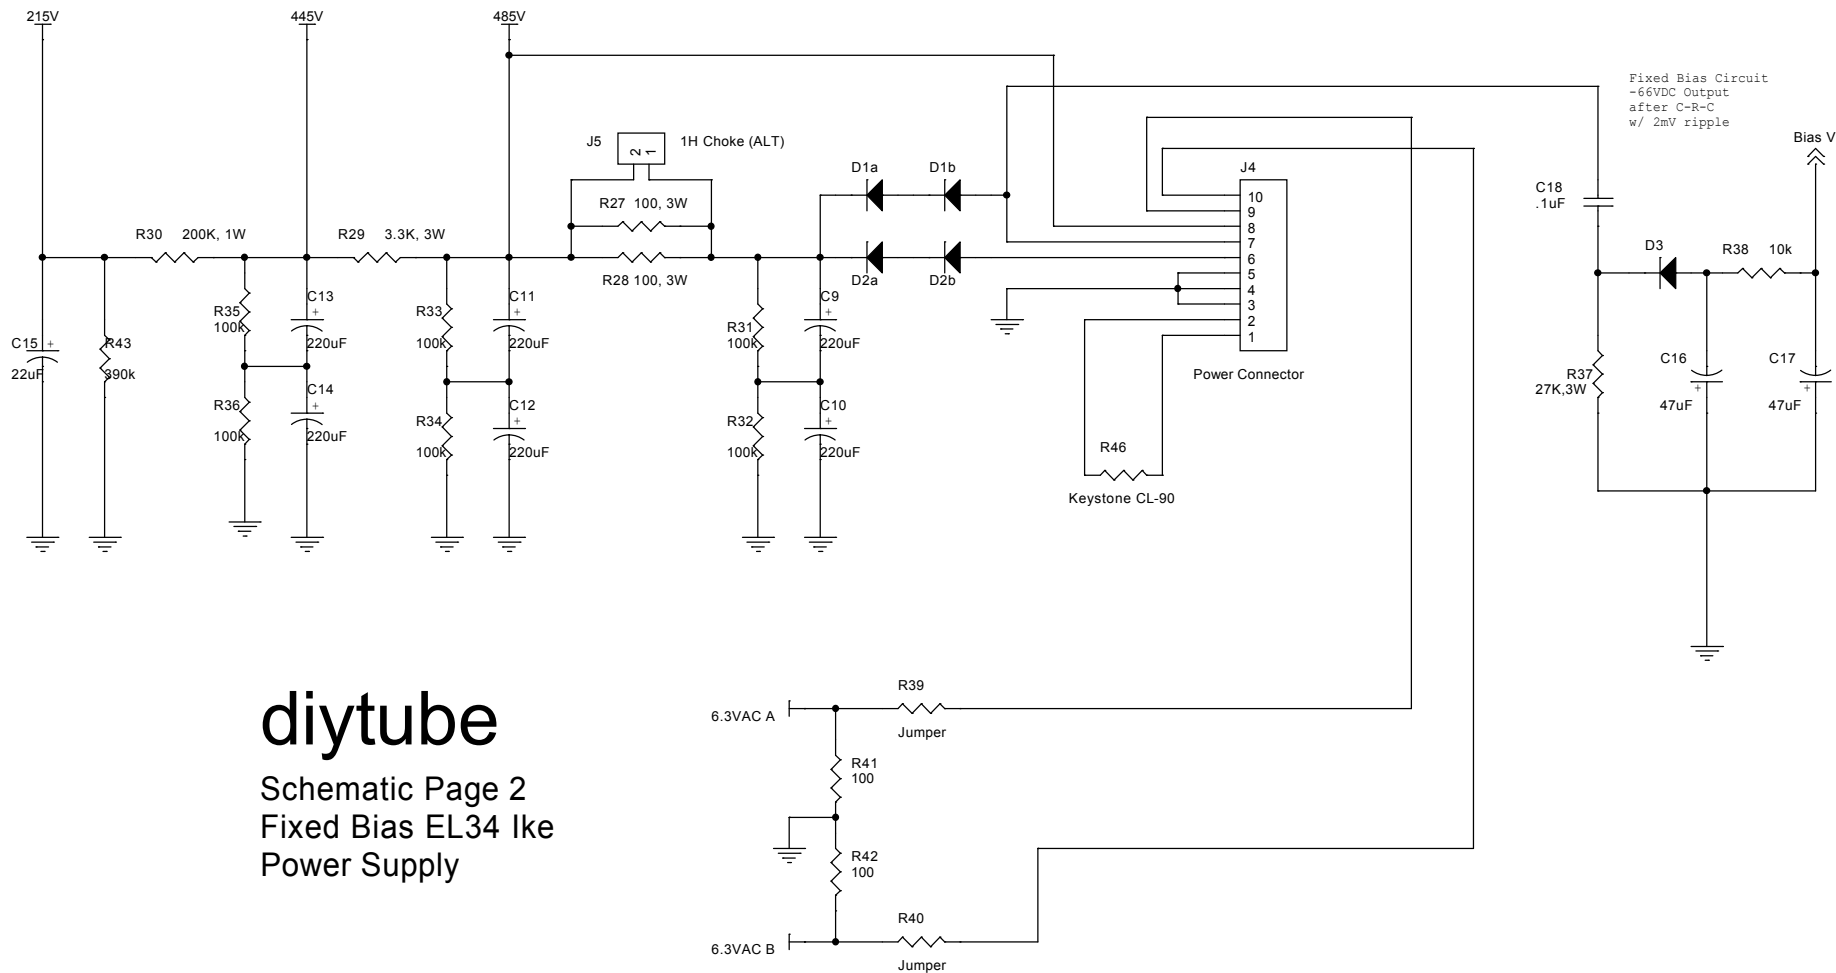 215V
445V
485V
Fixed Bias Circuit
-66VDC Output
after C-R-C
w/ 2mV ripple
Bias V
J5
2
1
1H Choke (ALT)
D1a
D1b
J4
10
9
8
7
6
5
4
3
2
1
Power Connector
C18
.1uF
R27 100, 3W
R30 200K, 1W
R29 3.3K, 3W
R28 100, 3W
D2a
D2b
D3
R38 10k
C13
+
220uF
C11
+
220uF
C9
+
220uF
R35
100k
R33
100k
R31
100k
C15
+
22uF
R43
390k
R37
27K,3W
C16
+
47uF
C17
+
47uF
R36
100k
C14
+
220uF
R34
100k
C12
+
220uF
R32
100k
C10
+
220uF
R46
Keystone CL-90
diytube
Schematic Page 2
Fixed Bias EL34 Ike
Power Supply
6.3VAC A
R39
Jumper
R41
100
R42
100
6.3VAC B
R40
Jumper